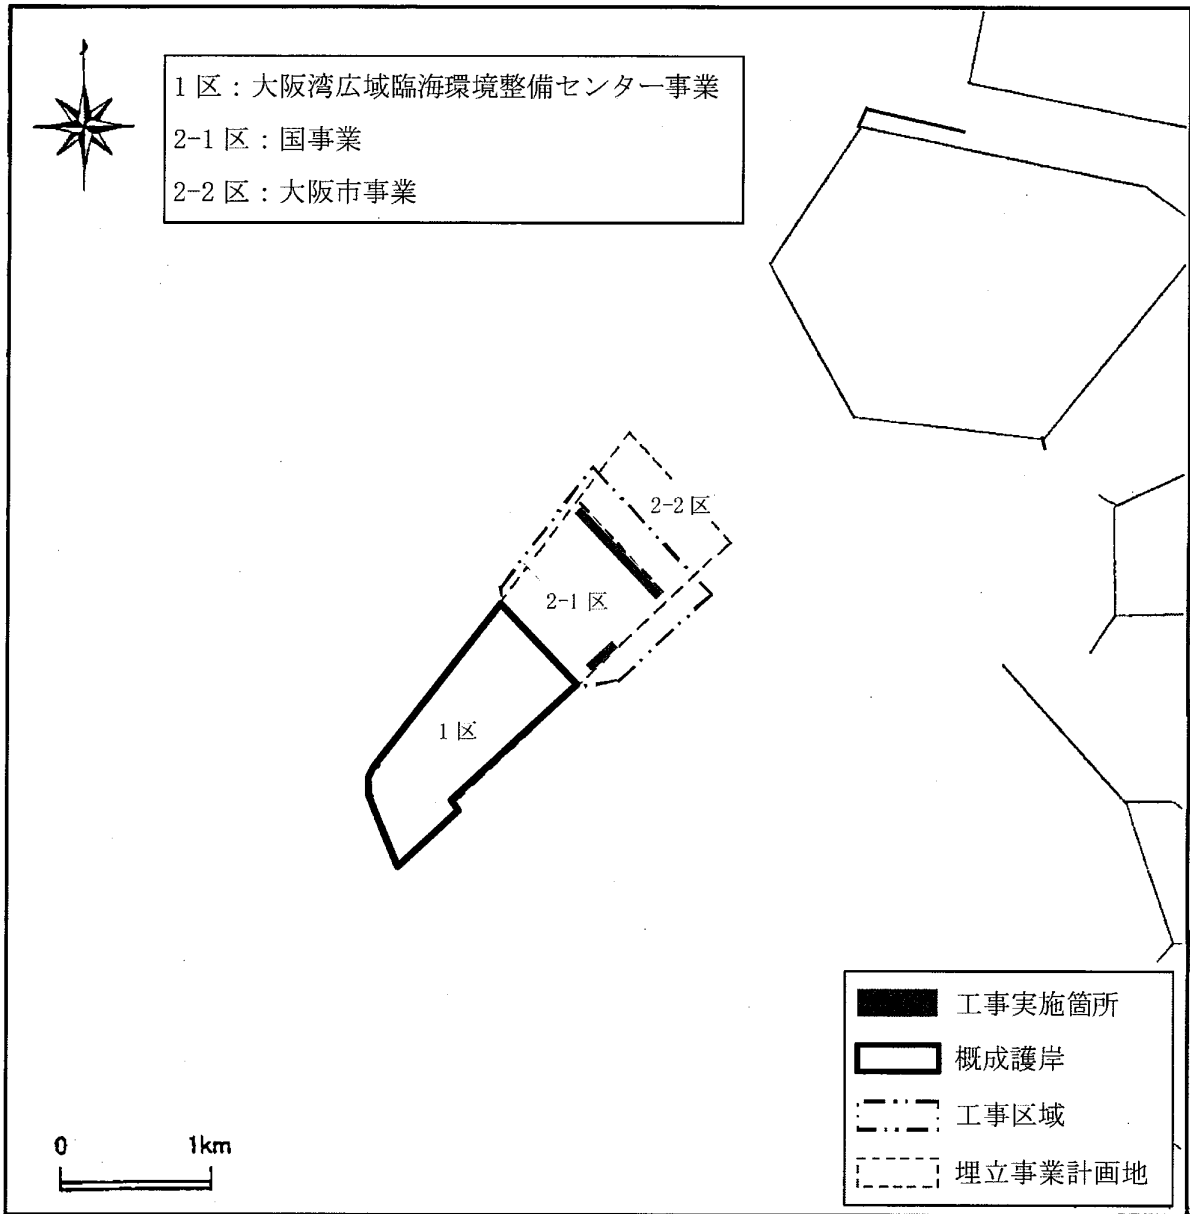 1 区：大阪湾広域臨海環境整備センター事業
2-1 区：国事業
2-2 区：大阪市事業
2-2 区
2-1 区
1 区
工事実施箇所
概成護岸
工事区域
埋立事業計画地
0 1km